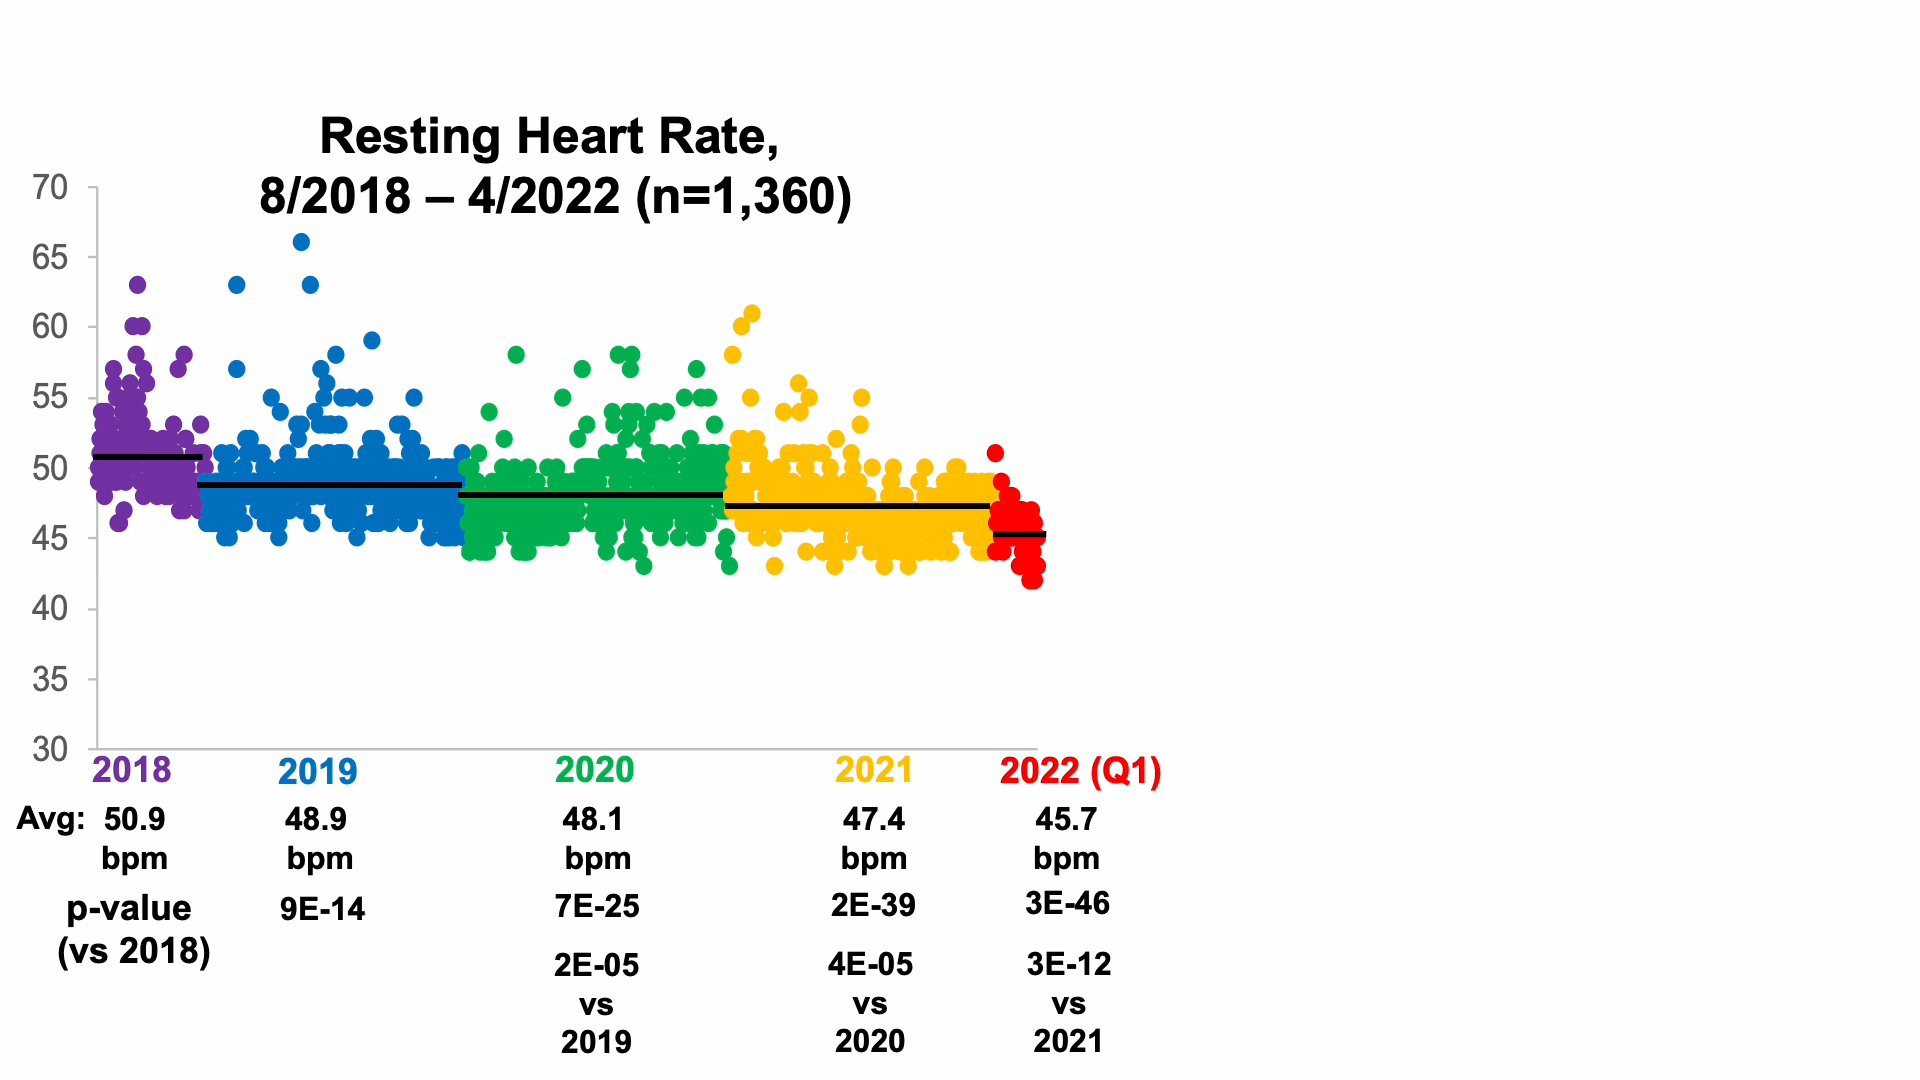 Resting Heart Rate,
8/2018 – 4/2022 (n=1,360)
70
65
60
55
50
45
40
35
30
2018 2019 2020 2021 2022 (Q1)
Avg: 50.9 48.9 48.1 47.4 45.7
bpm bpm bpm bpm bpm
p-value 9E-14 7E-25 2E-39 3E-46
(vs 2018)
2E-05 4E-05 3E-12
vs vs vs
2019 2020 2021